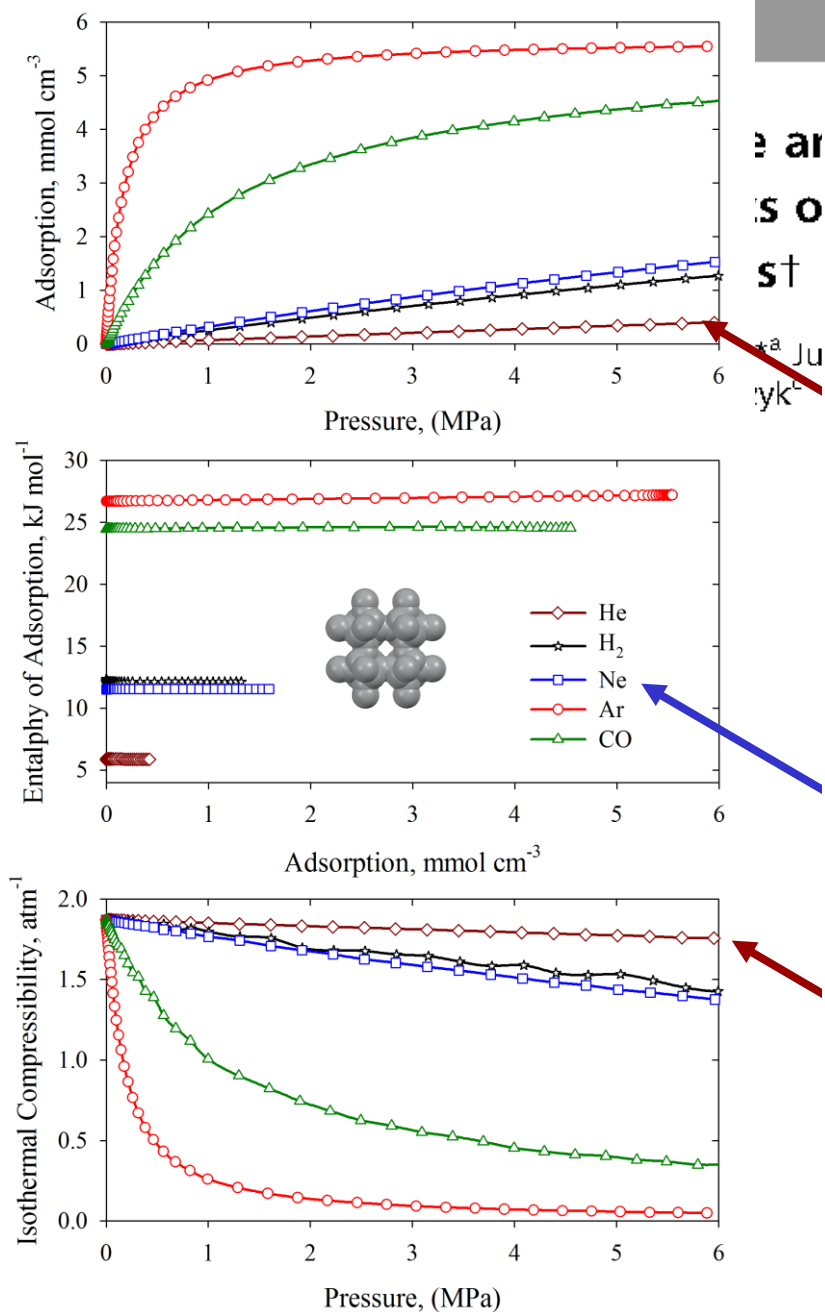 6
5
4
3
2
1
0
Adsorption, mmol cm-3
0 1 2 3 4 5 6
Pressure, (MPa)
s†
*a Ju
zyk
30
25
20
15
10
5
Entalphy of Adsorption, kJ mol-1
He
H2
Ne
Ar
CO
0 1 2 3 4 5 6
Adsorption, mmol cm-3
2.0
1.5
1.0
0.5
0.0
Isothermal Compressibility, atm-1
0 1 2 3 4 5 6
Pressure, (MPa)